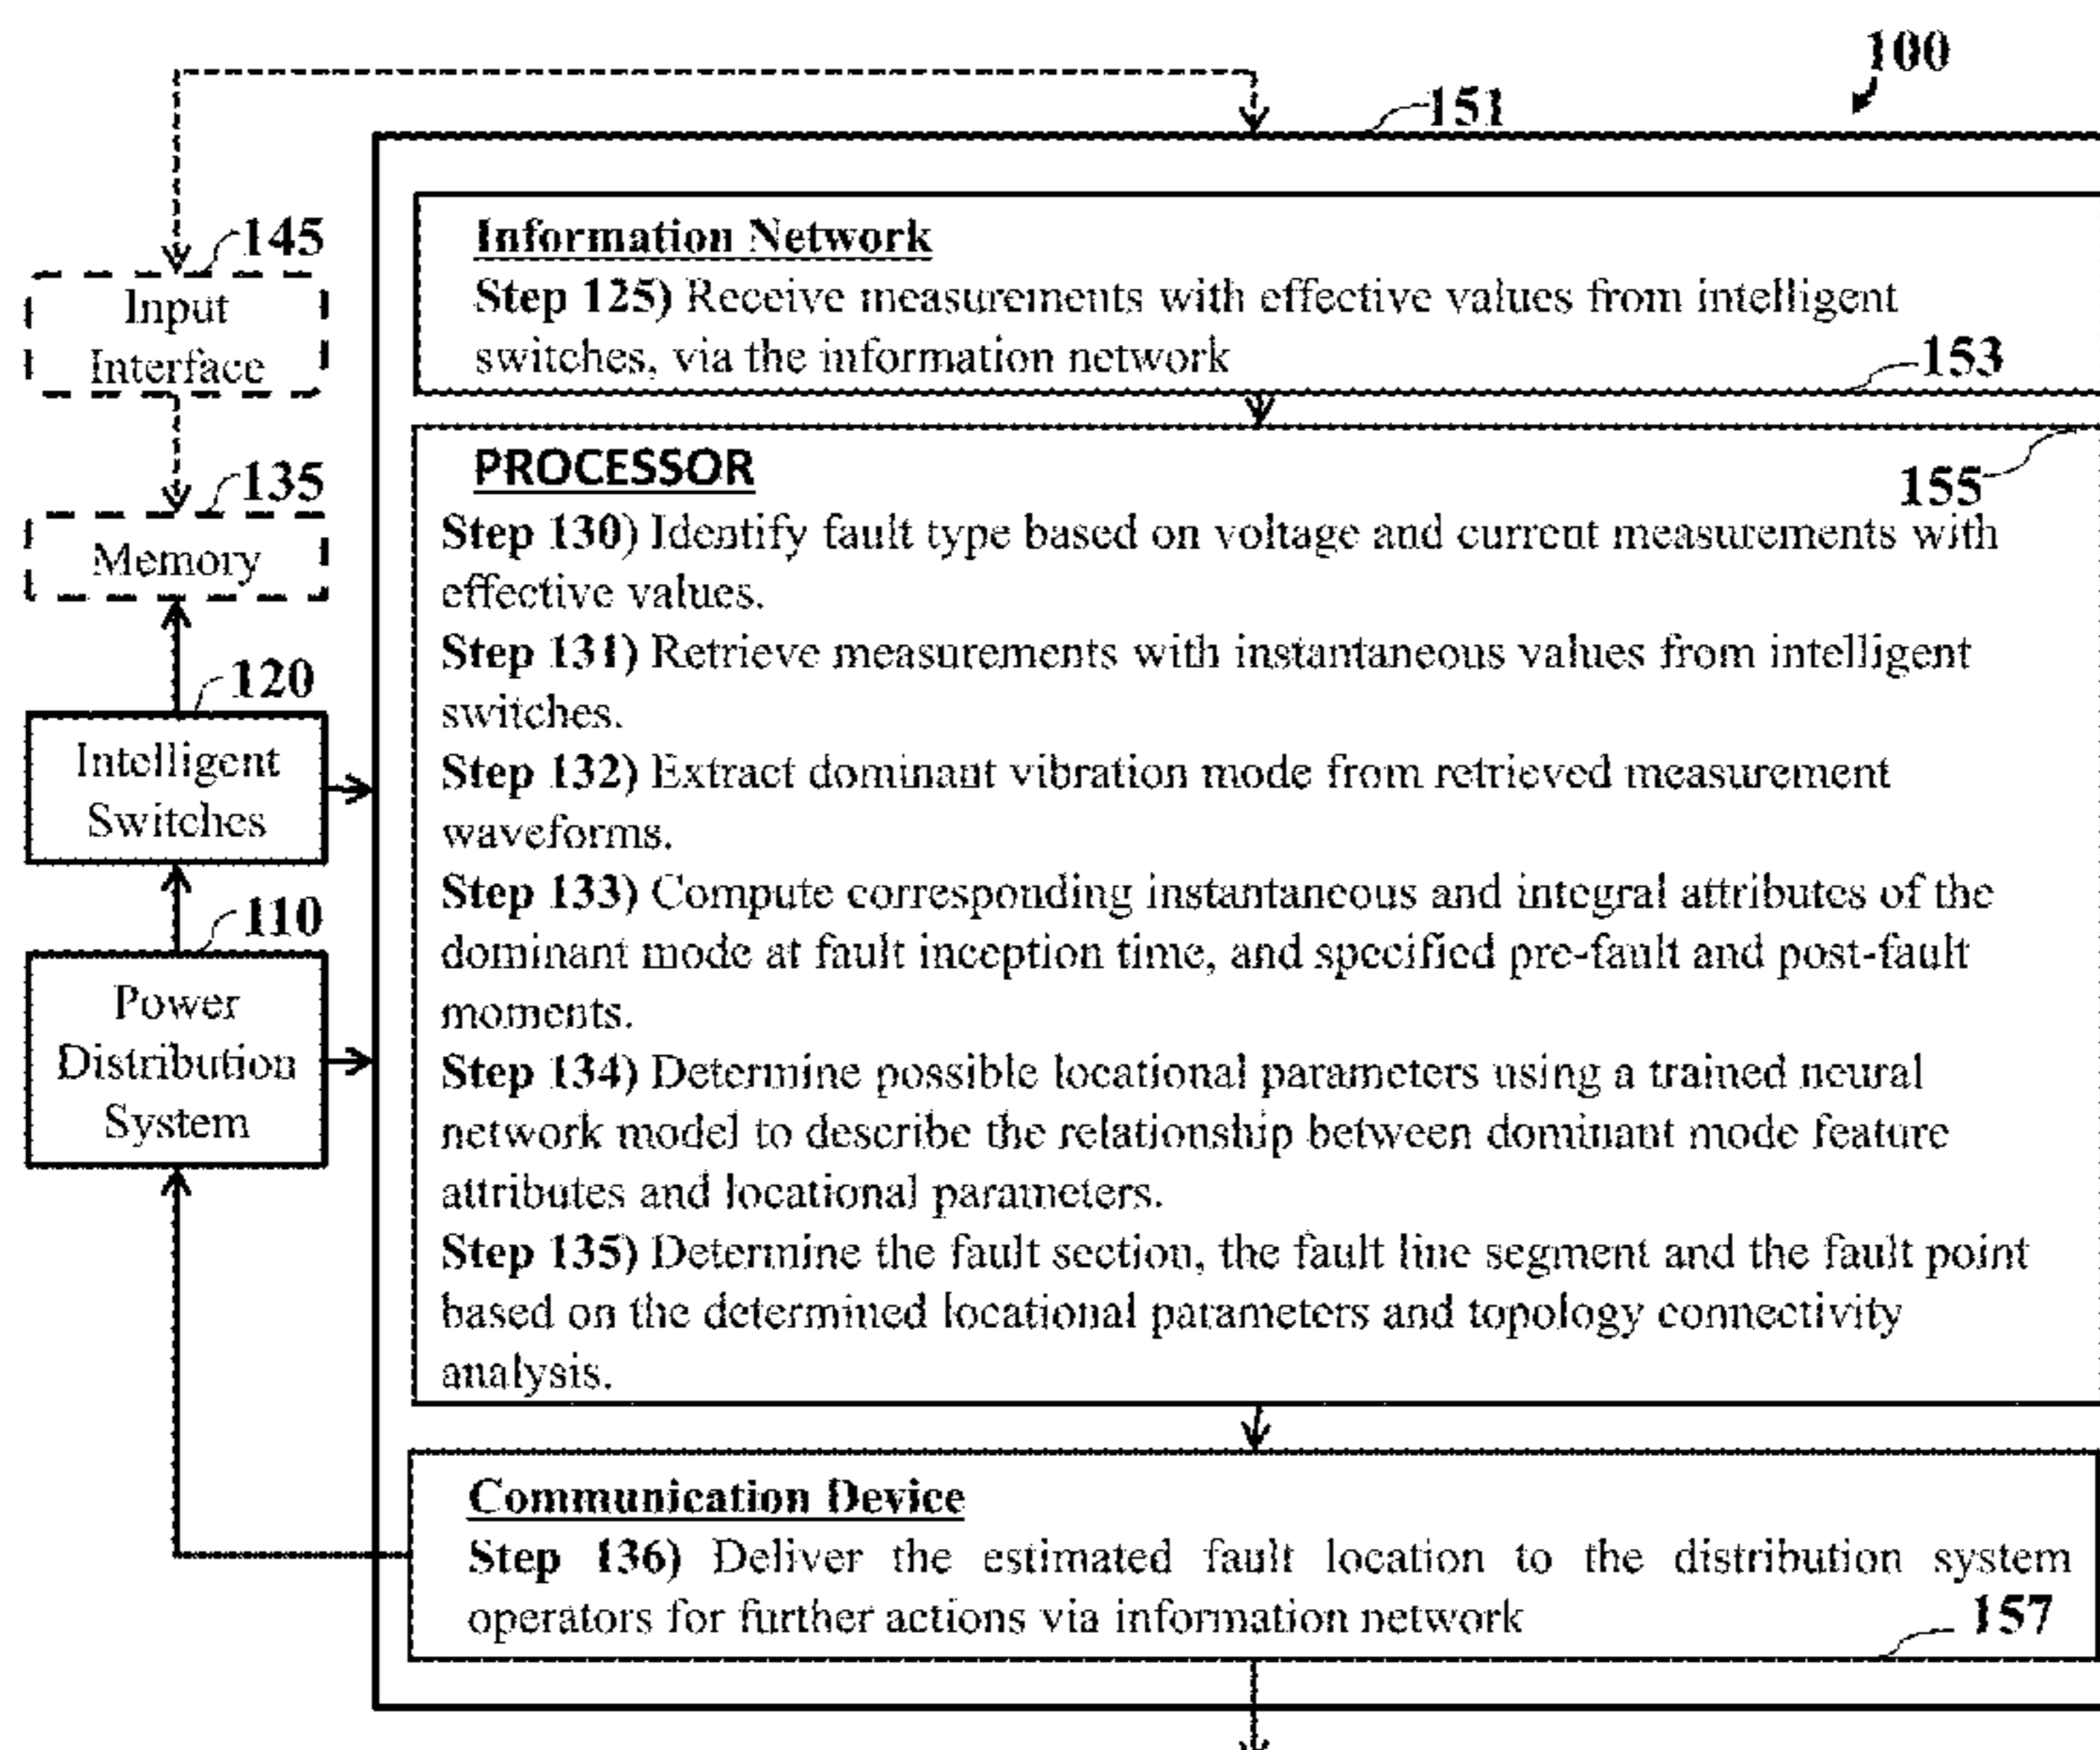 100
151
145
Input
Interface
135
Memory
120
Intelligent
Switches
110
Power
Distribution
System
Information Network
Step 125) Receive measurements with effective values from intelligent
switches, via the information network
153
PROCESSOR
155
Step 130) Identify fault type based on voltage and current measurements with
effective values.
Step 131) Retrieve measurements with instantaneous values from intelligent
switches.
Step 132) Extract dominant vibration mode from retrieved measurement
waveforms.
Step 133) Compute corresponding instantaneous and integral attributes of the
dominant mode at fault inception time, and specified pre-fault and post-fault
moments.
Step 134) Determine possible locational parameters using a trained neural
network model to describe the relationship between dominant mode feature
attributes and locational parameters.
Step 135) Determine the fault section, the fault line segment and the fault point
based on the determined locational parameters and topology connectivity
analysis.
Communication Device
Step 136) Deliver the estimated fault location to the distribution system
operators for further actions via information network
157